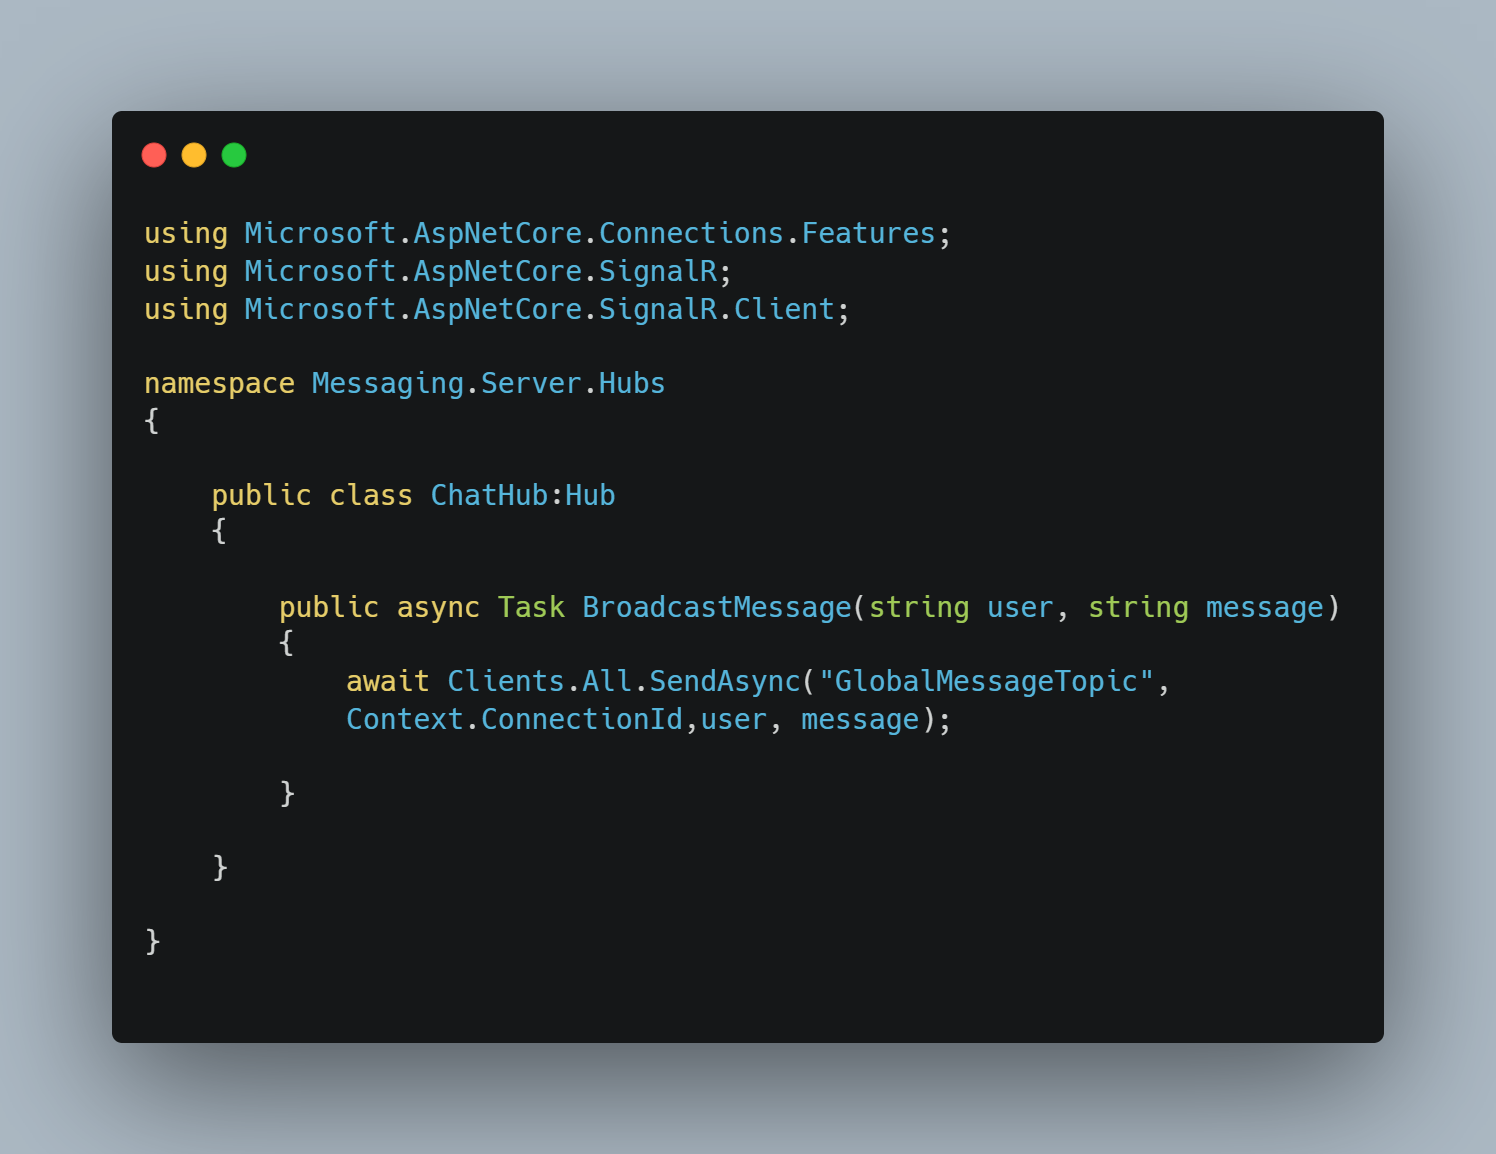 using Microsoft.AspNetCore.Connections.Features;
using Microsoft.AspNetCore.SignalR;
using Microsoft.AspNetCore.SignalR.Client;
namespace Messaging.Server.Hubs
{
public class ChatHub:Hub
{
public async Task BroadcastMessage(string user, string message)
{
await Clients.All.SendAsync("GlobalMessageTopic",
Context.ConnectionId,user, message);
}
}
}